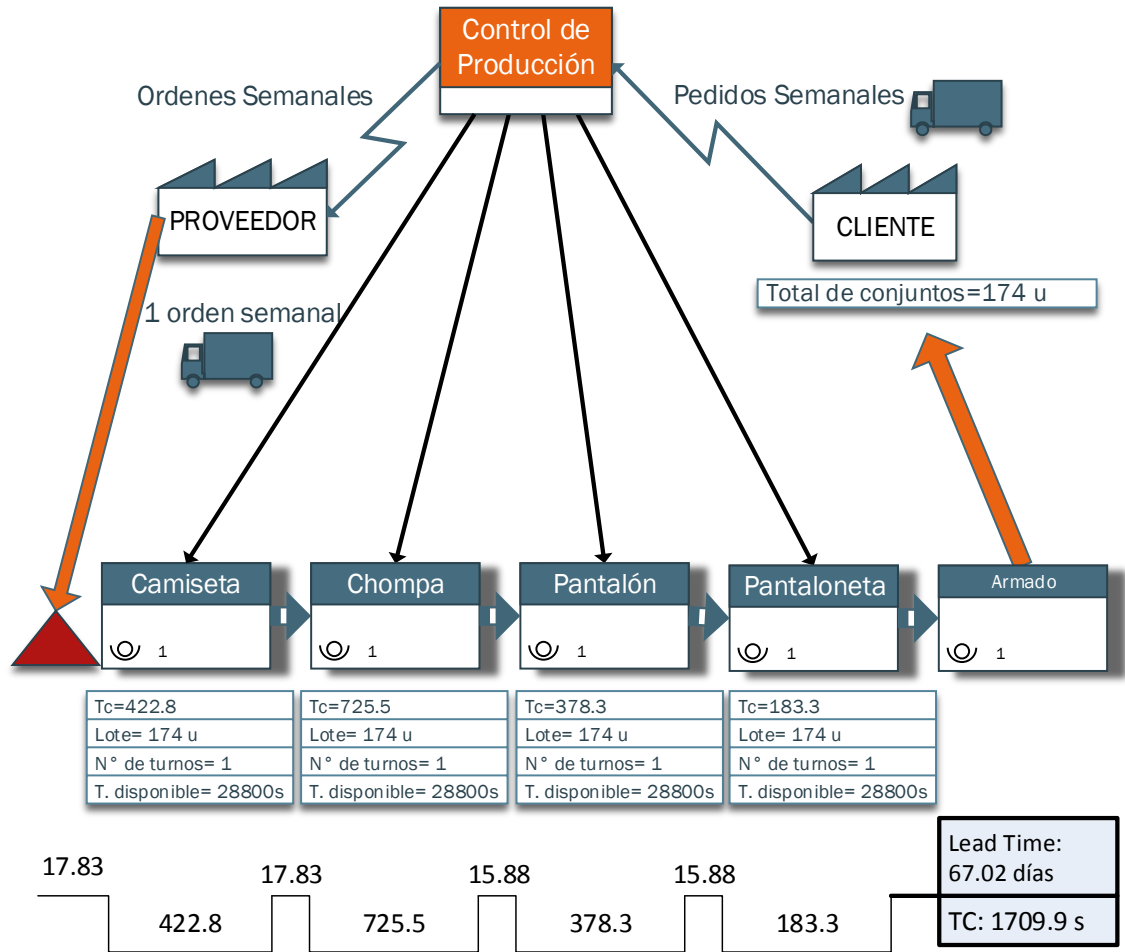 Control de
Producción
Ordenes Semanales
Pedidos Semanales
PROVEEDOR
CLIENTE
Total de conjuntos=174 u
1 orden semanal
Camiseta
1
Chompa
1
Pantalón
1
Pantaloneta
1
Armado
1
Tc=422.8
Lote= 174 u
N° de turnos= 1
T. disponible= 28800s
Tc=725.5
Lote= 174 u
N° de turnos= 1
T. disponible= 28800s
Tc=378.3
Lote= 174 u
N° de turnos= 1
T. disponible= 28800s
Tc=183.3
Lote= 174 u
N° de turnos= 1
T. disponible= 28800s
17.83
17.83
15.88
15.88
422.8
725.5
378.3
183.3
Lead Time:
67.02 días
TC: 1709.9 s